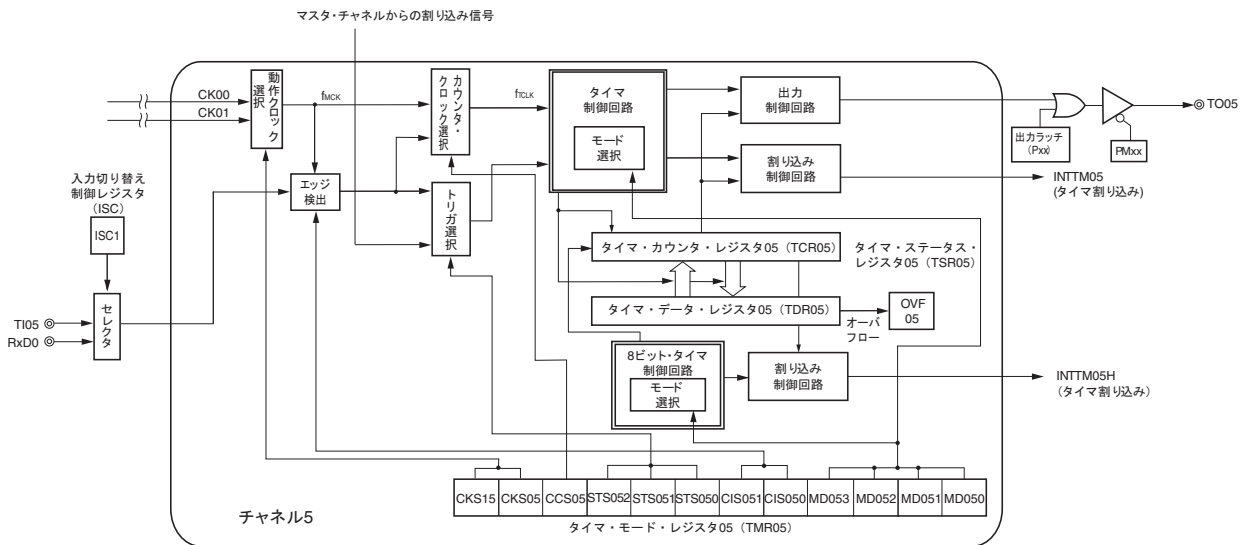 マスタ・チャネルからの割り込み信号
CK00
CK01
動作クロック
選択
fMCK
カウンタ・
クロック選択
fTCLK
タイマ
制御回路
モード
選択
出力
制御回路
TO05
出力ラッチ
(Pxx)
PMxx
割り込み
制御回路
INTTM05
(タイマ割り込み)
入力切り替え
制御レジスタ
(ISC)
ISC1
エッジ
検出
トリガ選択
タイマ・カウンタ・レジスタ05 (TCR05)
タイマ・ステータス・
レジスタ05 (TSR05)
TI05
RxD0
セレクタ
タイマ・データ・レジスタ05 (TDR05)
オーバ
フロー
OVF
05
8ビット・タイマ
制御回路
モード
選択
割り込み
制御回路
INTTM05H
(タイマ割り込み)
CKS15 CKS05 CCS05 STS052 STS051 STS050 CIS051 CIS050 MD053 MD052 MD051 MD050
チャネル5
タイマ・モード・レジスタ05 (TMR05)